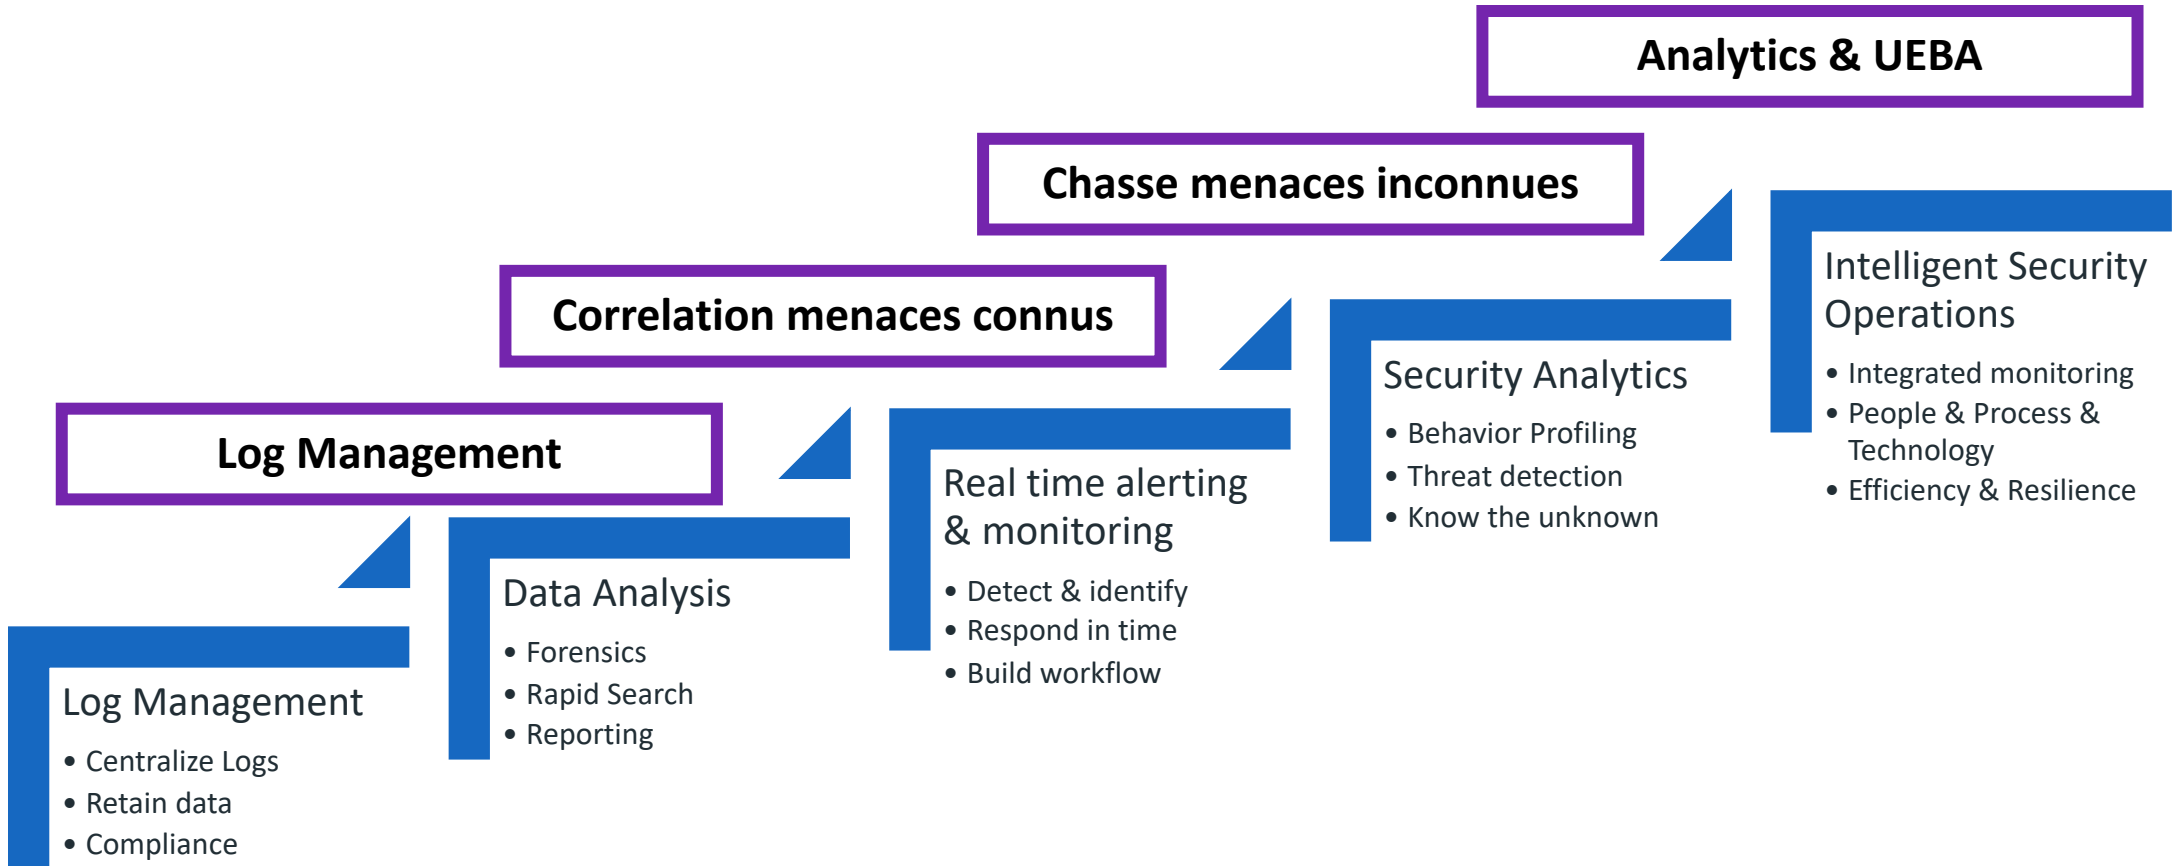 Analytics & UEBA
Chasse menaces inconnues
Correlation menaces connus
Log Management
Log Management
• Centralize Logs
• Retain data
• Compliance
Data Analysis
• Forensics
• Rapid Search
• Reporting
Real time alerting
& monitoring
• Detect & identify
• Respond in time
• Build workflow
Security Analytics
• Behavior Profiling
• Threat detection
• Know the unknown
Intelligent Security
Operations
• Integrated monitoring
• People & Process &
Technology
• Efficiency & Resilience